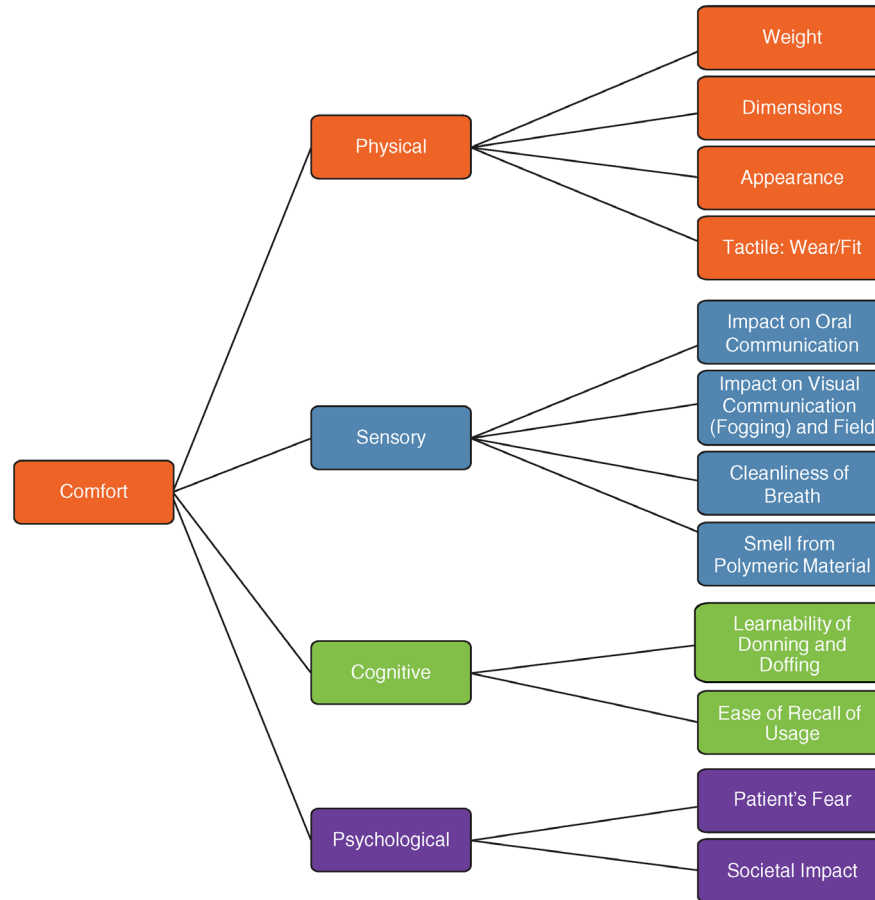 Weight
Dimensions
Physical
Appearance
Tactile: Wear/Fit
Impact on Oral
Communication
Impact on Visual
Communication
(Fogging) and Field
Sensory
Cleanliness of
Breath
Comfort
Smell from
Polymeric Material
Learnability of
Donning and
Doffing
Cognitive
Ease of Recall of
Usage
Patient's Fear
Psychological
Societal Impact